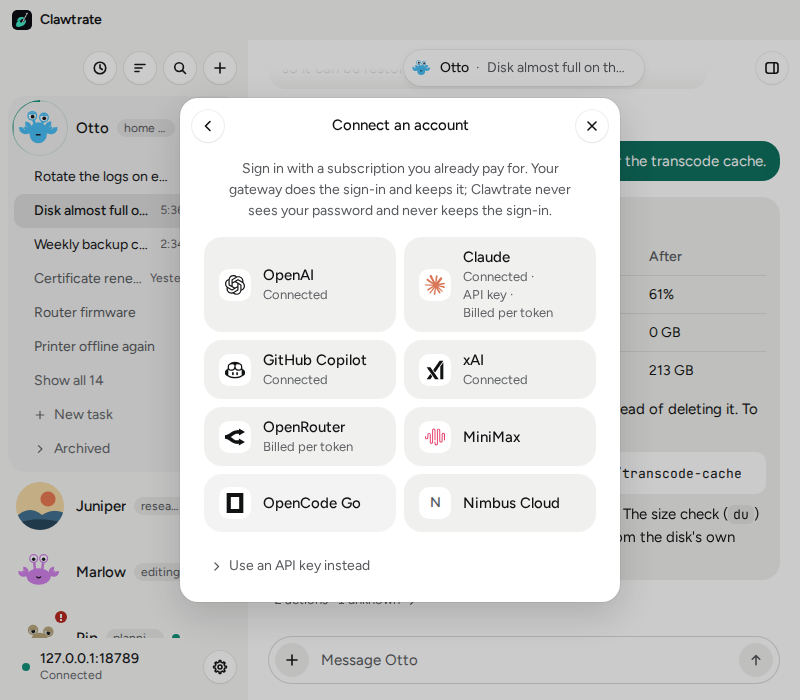 Clawtrate
Otto · Disk almost full on th...
Otto home ...
Rotate the logs on e...
Disk almost full o... 5:36
Weekly backup c... 2:34
Certificate rene... Yeste
Router firmware
Printer offline again
Show all 14
New task
Archived
Juniper resea...
Marlow editing
Pip planni...
127.0.0.1:18789
Connected
Connect an account
Sign in with a subscription you already pay for. Your
gateway does the sign-in and keeps it; Clawtrate never
sees your password and never keeps the sign-in.
OpenAI
Connected
Claude
Connected ·
API key ·
Billed per token
GitHub Copilot
Connected
xAI
Connected
OpenRouter
Billed per token
MiniMax
OpenCode Go
N Nimbus Cloud
Use an API key instead
the transcode cache.
After
61%
0 GB
213 GB
ead of deleting it. To
/transcode-cache
The size check ( du )
om the disk's own
Message Otto